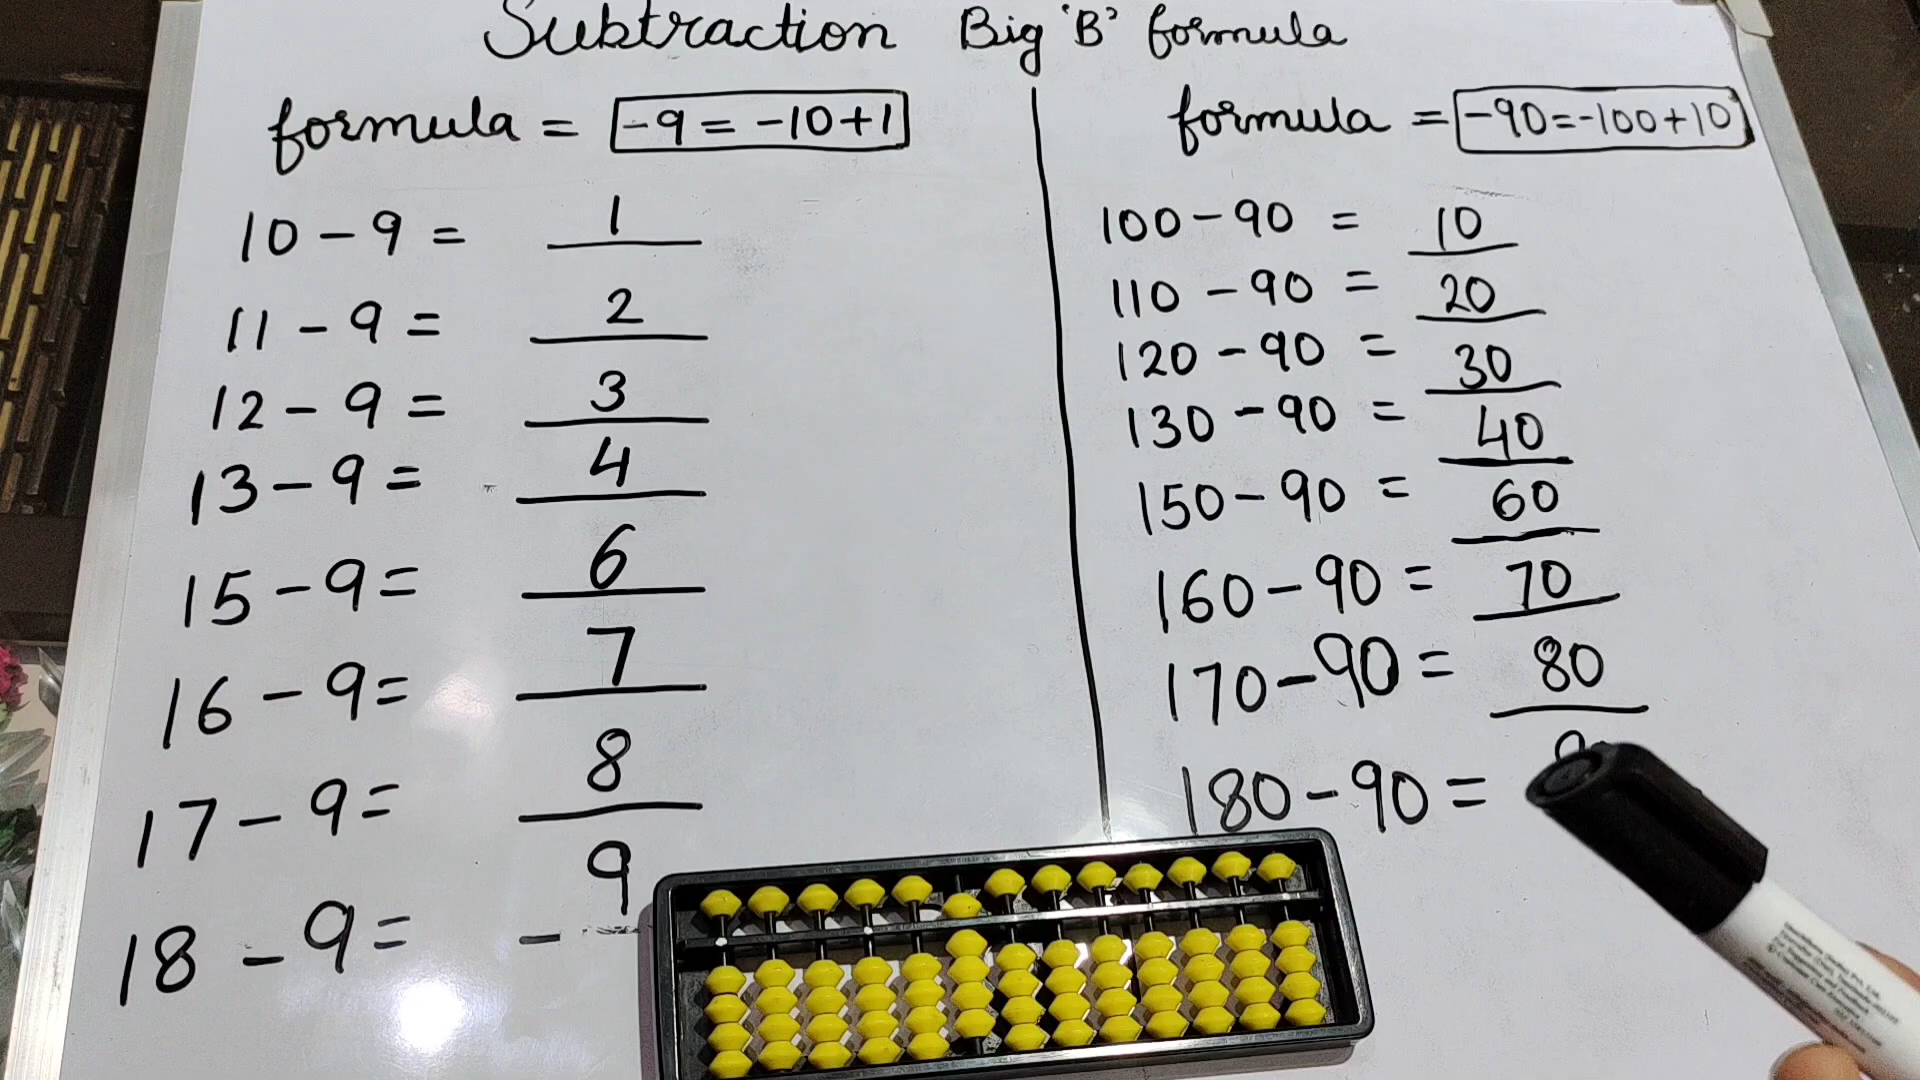 Subtraction Big 'B' formula
formula = -9 = -10+1
10 - 9 = 1
11 - 9 = 2
12 - 9 = 3
13 - 9 = 4
15 - 9 = 6
16 - 9 = 7
17 - 9 = 8
18 - 9 = 9
formula = -90=-100+10
100 - 90 = 10
110 - 90 = 20
120 - 90 = 30
130 - 90 = 40
150 - 90 = 60
160 - 90 = 70
170 - 90 = 80
180 - 90 =